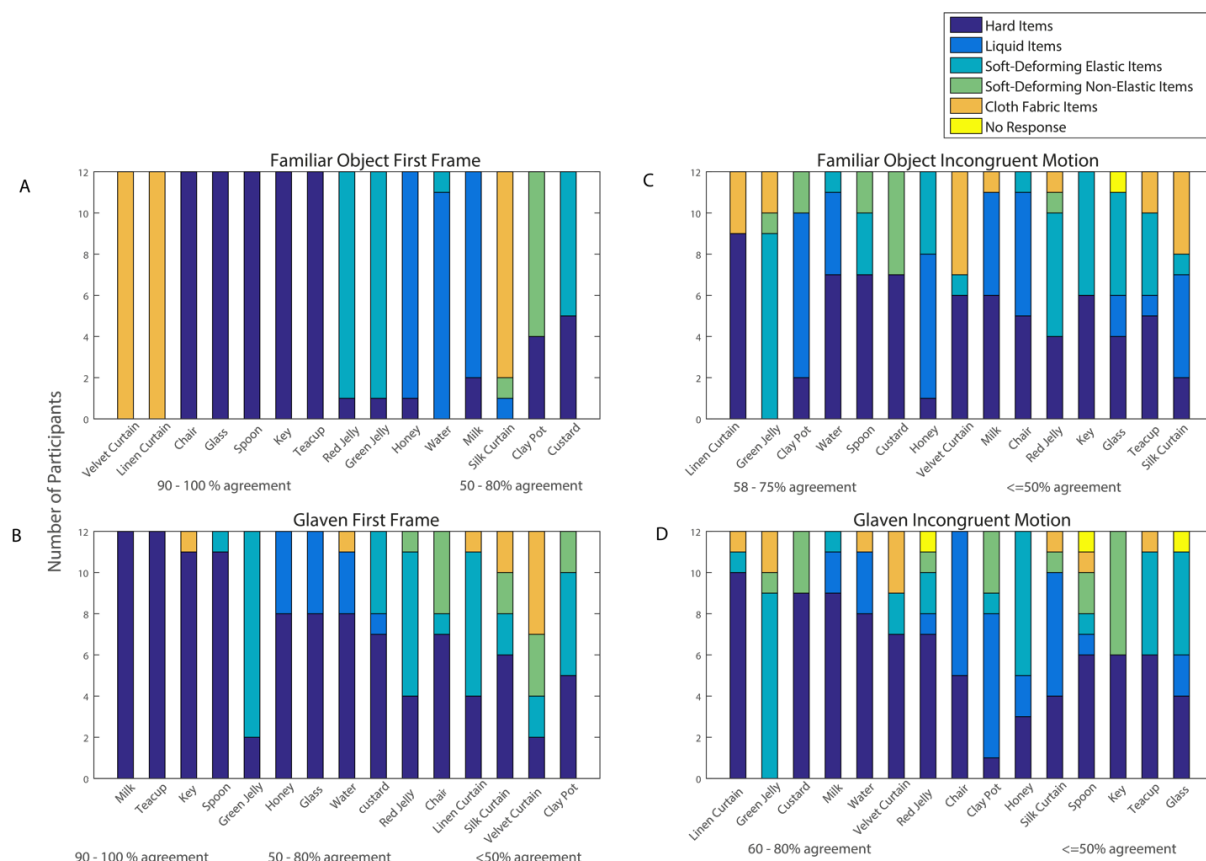 Hard Items
Liquid Items
Soft-Deforming Elastic Items
Soft-Deforming Non-Elastic Items
Cloth Fabric Items
No Response
Number of Participants
A
Familiar Object First Frame
12
10
8
6
4
2
0
Velvet Curtain
Linen Curtain
Chair
Glass
Spoon
Key
Teacup
Red Jelly
Green Jelly
Honey
Water
Milk
Silk Curtain
Clay Pot
Custard
90 - 100 % agreement
50 - 80% agreement
C
Familiar Object Incongruent Motion
12
10
8
6
4
2
0
Linen Curtain
Green Jelly
Clay Pot
Water
Spoon
Custard
Honey
Velvet Curtain
Milk
Chair
Red Jelly
Key
Glass
Teacup
Silk Curtain
58 - 75% agreement
<=50% agreement
B
Glaven First Frame
12
10
8
6
4
2
0
Milk
Teacup
Key
Spoon
Green Jelly
Honey
Glass
Water
custard
Red Jelly
Chair
Linen Curtain
Silk Curtain
Velvet Curtain
Clay Pot
90 - 100 % agreement
50 - 80% agreement
<50% agreement
D
Glaven Incongruent Motion
12
10
8
6
4
2
0
Linen Curtain
Green Jelly
Custard
Milk
Water
Velvet Curtain
Red Jelly
Chair
Clay Pot
Honey
Silk Curtain
Spoon
Key
Teacup
Glass
60 - 80% agreement
<=50% agreement